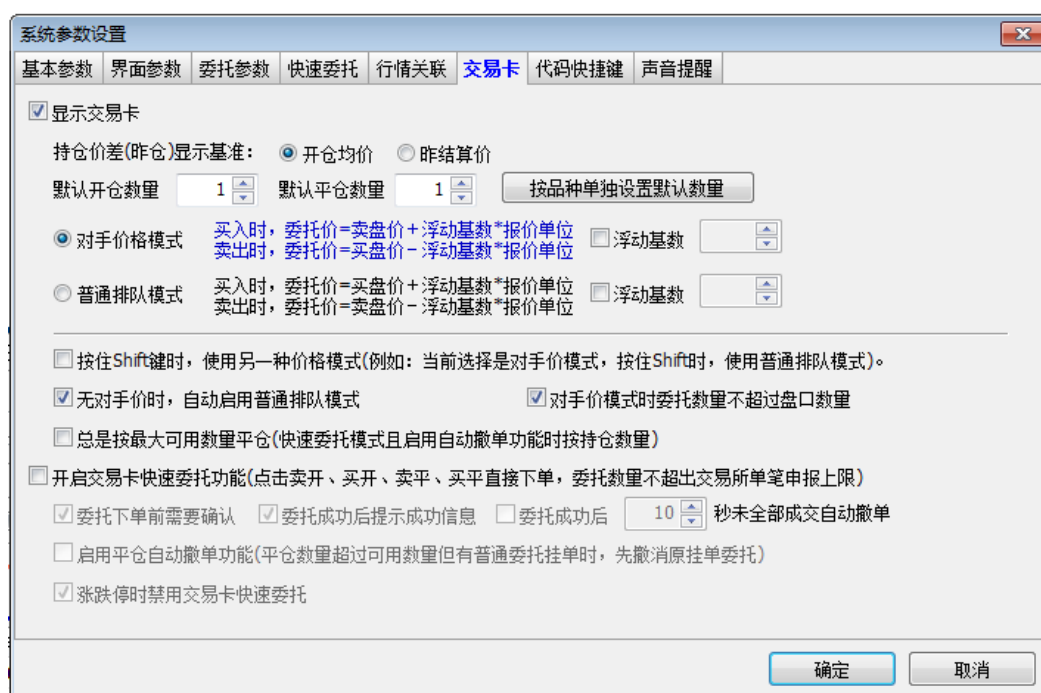 系统参数设置
基本参数 界面参数 委托参数 快速委托 行情关联 交易卡 代码快捷键 声音提醒
显示交易卡
持仓价差(昨仓)显示基准: 开仓均价 昨结算价
默认开仓数量 1 默认平仓数量 1 按品种单独设置默认数量
对手价格模式 买入时，委托价=卖盘价+浮动基数*报价单位 浮动基数
卖出时，委托价=买盘价-浮动基数*报价单位
普通排队模式 买入时，委托价=买盘价+浮动基数*报价单位 浮动基数
卖出时，委托价=卖盘价-浮动基数*报价单位
按住Shift键时，使用另一种价格模式(例如：当前选择是对手价模式，按住Shift时，使用普通排队模式)。
无对手价时，自动启用普通排队模式 对手价模式时委托数量不超过盘口数量
总是按最大可用数量平仓(快速委托模式且启用自动撤单功能时按持仓数量)
开启交易卡快速委托功能(点击卖开、买开、卖平、买平直接下单，委托数量不超出交易所单笔申报上限)
委托下单前需要确认 委托成功后提示成功信息 委托成功后 10 秒未全部成交自动撤单
启用平仓自动撤单功能(平仓数量超过可用数量但有普通委托挂单时，先撤消原挂单委托)
涨跌停时禁用交易卡快速委托
确定 取消